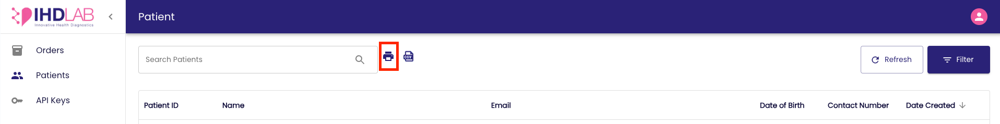 IHDLAB
Innovative Health Diagnostics
Patient
Orders
Patients
API Keys
Search Patients
CSV
Refresh
Filter
Patient ID Name Email Date of Birth Contact Number Date Created